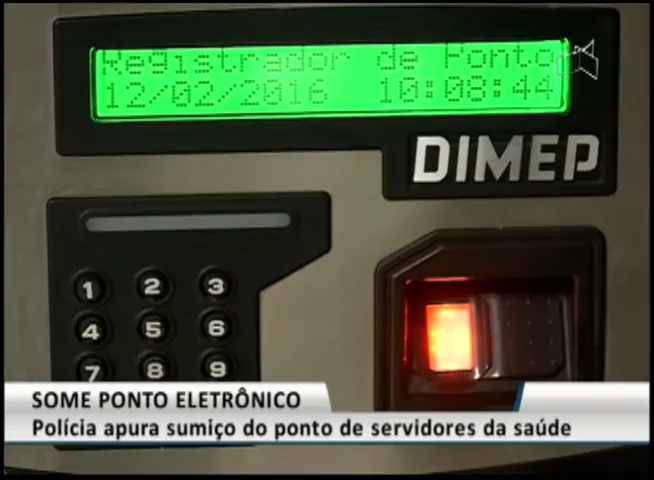 Registrador de Ponto
12/02/2016 10:08:44
DIMEP
1 2 3
4 5 6
7 8 9
SOME PONTO ELETRÔNICO
Polícia apura sumiço do ponto de servidores da saúde